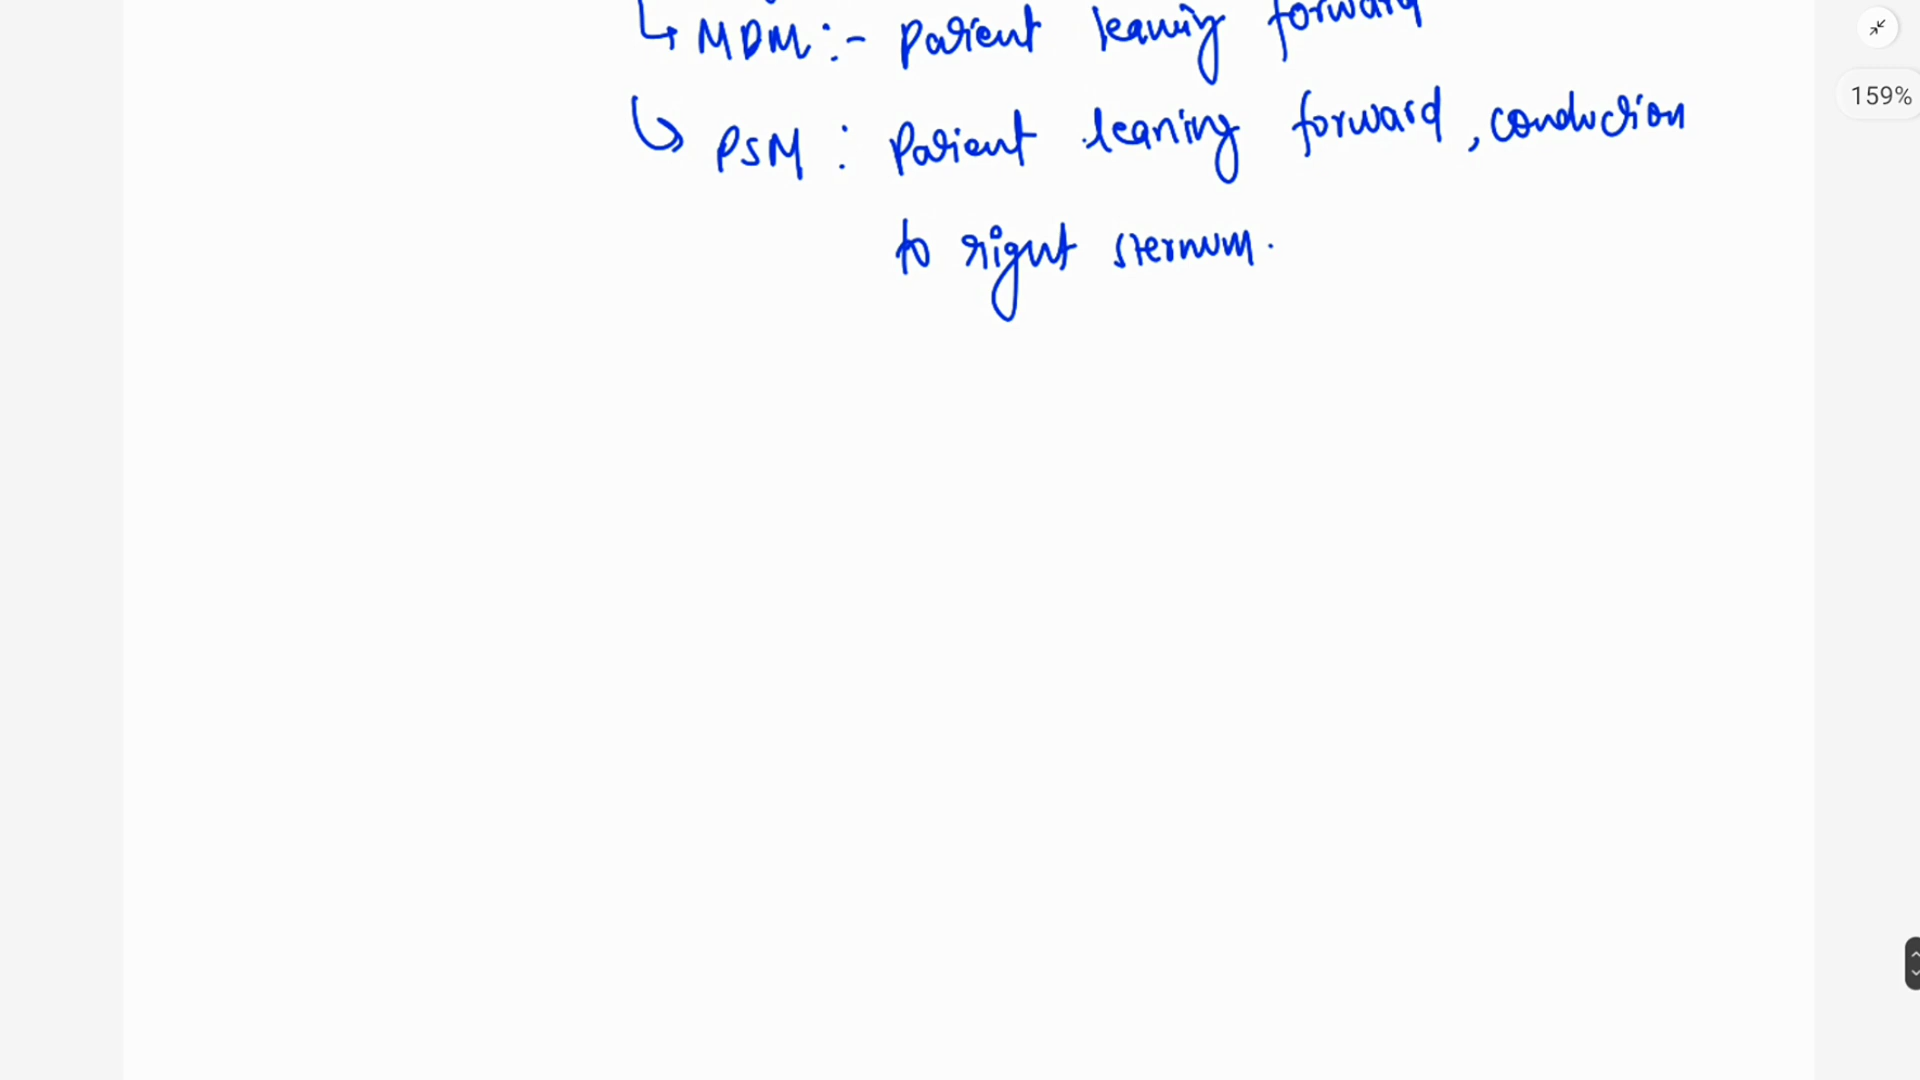 ↳ MDM :- Patient leaning forward
↳ PSM : Patient leaning forward, conduction
to right sternum.
159%